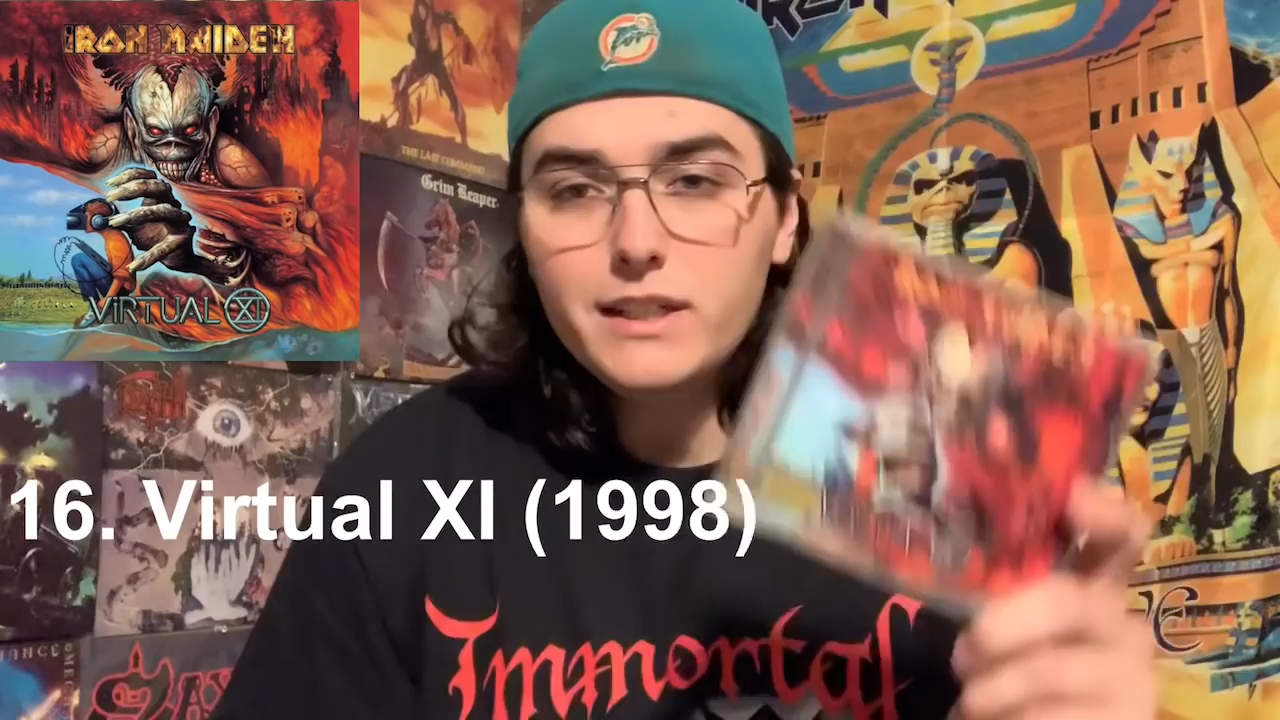 IRON MAIDEN
VIRTUAL XI
THE LAST COMMAND
Grim Reaper
16. Virtual XI (1998)
Immortal